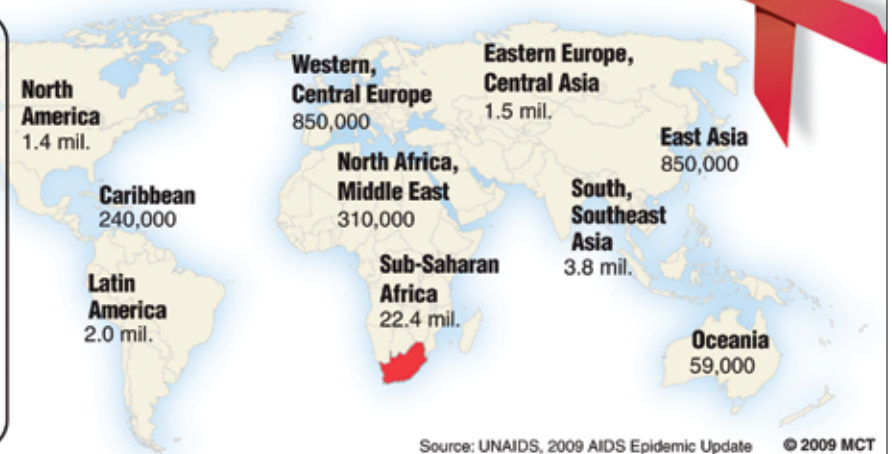 North
America
1.4 mil.
Caribbean
240,000
Latin
America
2.0 mil.
Western,
Central Europe
850,000
North Africa,
Middle East
310,000
Sub-Saharan
Africa
22.4 mil.
Eastern Europe,
Central Asia
1.5 mil.
East Asia
850,000
South,
Southeast
Asia
3.8 mil.
Oceania
59,000
Source: UNAIDS, 2009 AIDS Epidemic Update © 2009 MCT